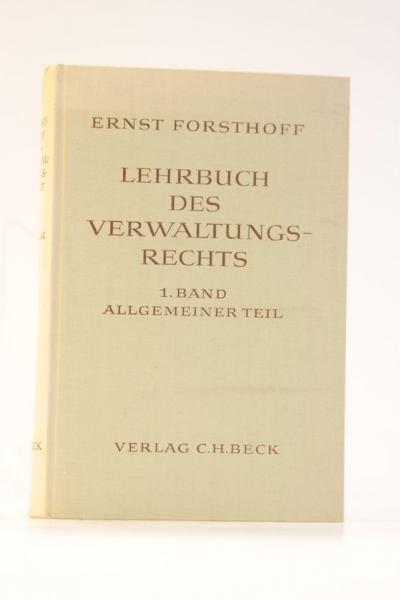 ERNST FORSTHOFF
LEHRBUCH
DES
VERWALTUNGS-
RECHTS
1. BAND
ALLGEMEINER TEIL
VERLAG C.H.BECK